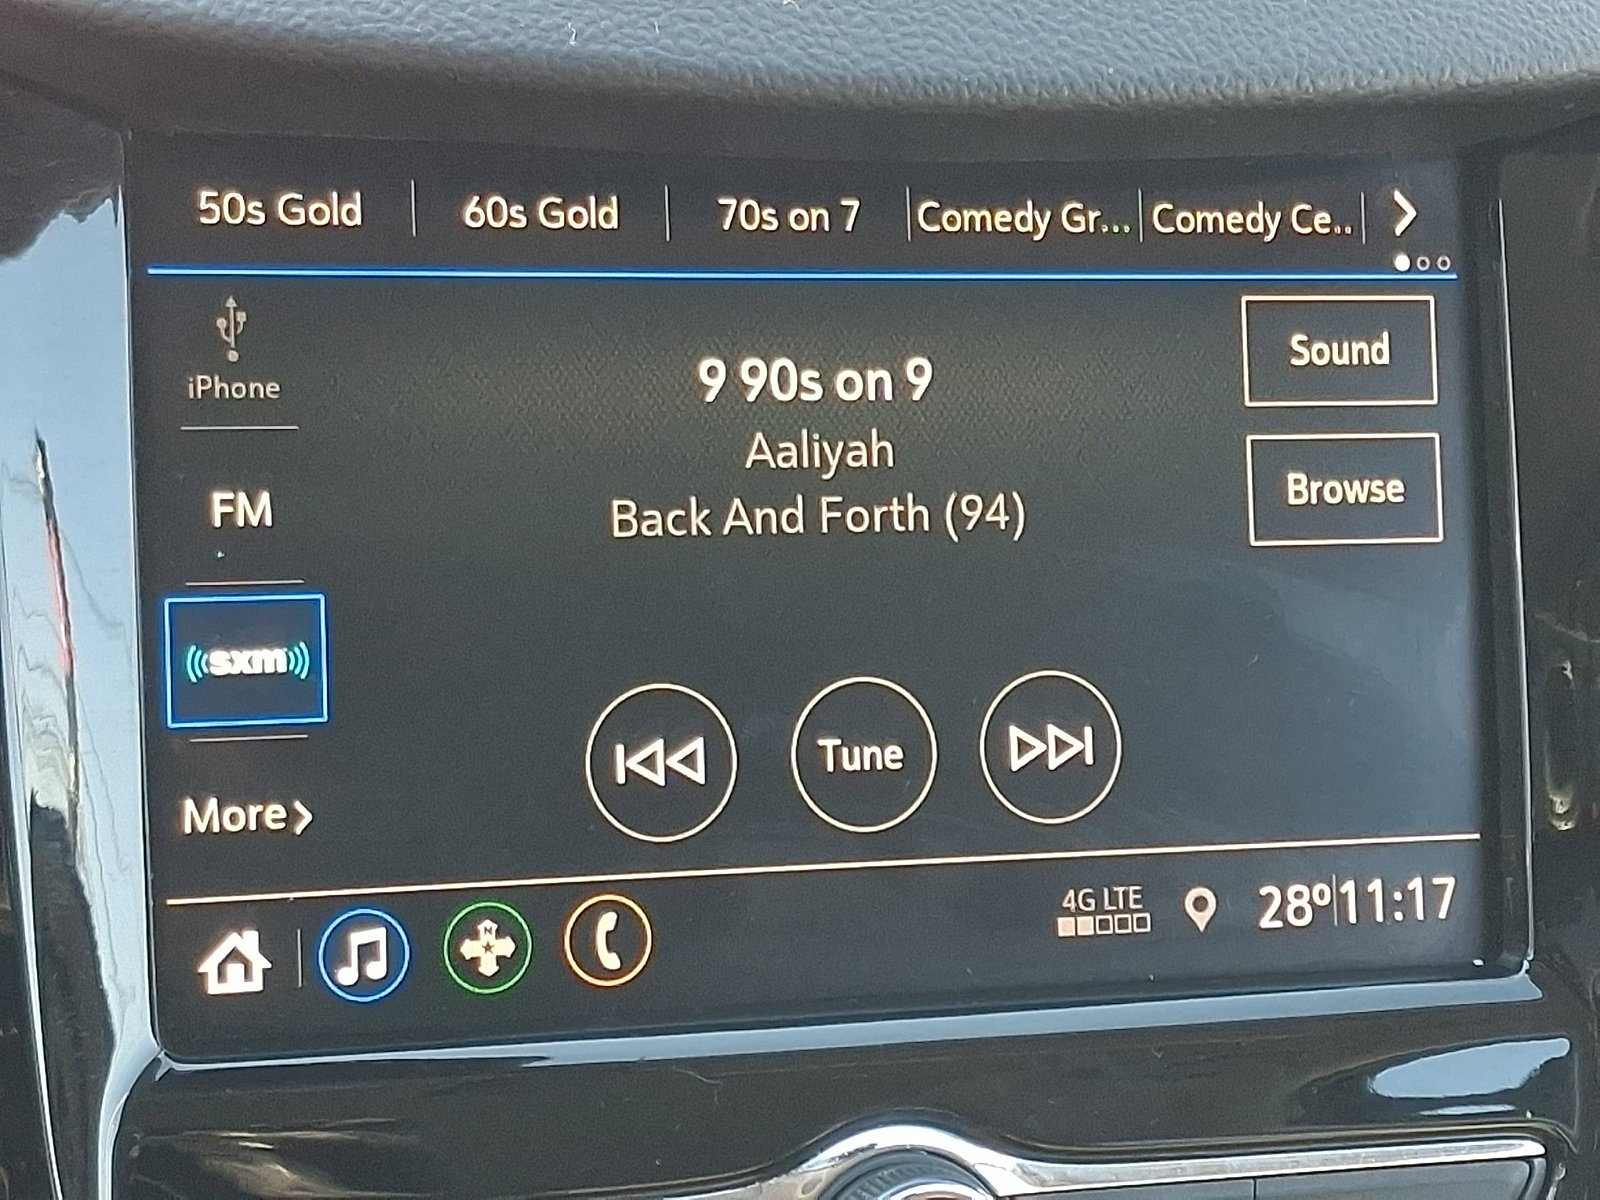 50s Gold
60s Gold
70s on 7
Comedy Gr...
Comedy Ce..
iPhone
9 90s on 9
Sound
Aaliyah
Browse
FM
Back And Forth (94)
sxm
Tune
More
4G LTE
28° 11:17
N